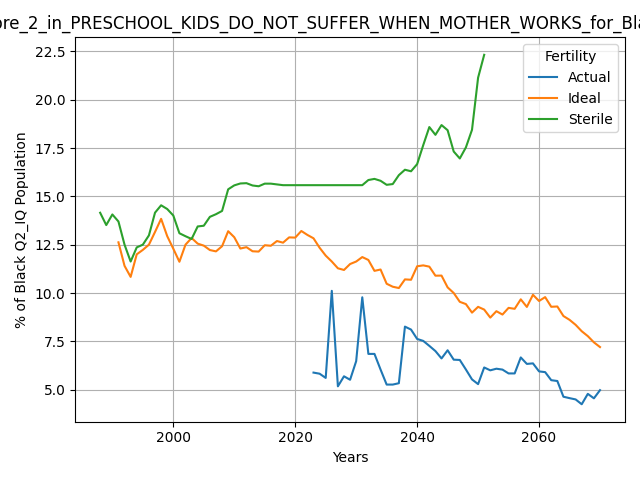 ore_2_in_PRESCHOOL_KIDS_DO_NOT_SUFFER_WHEN_MOTHER_WORKS_for_Bla
22.5
20.0
17.5
15.0
12.5
10.0
7.5
5.0
% of Black Q2_IQ Population
Fertility
Actual
Ideal
Sterile
2000
2020
2040
2060
Years